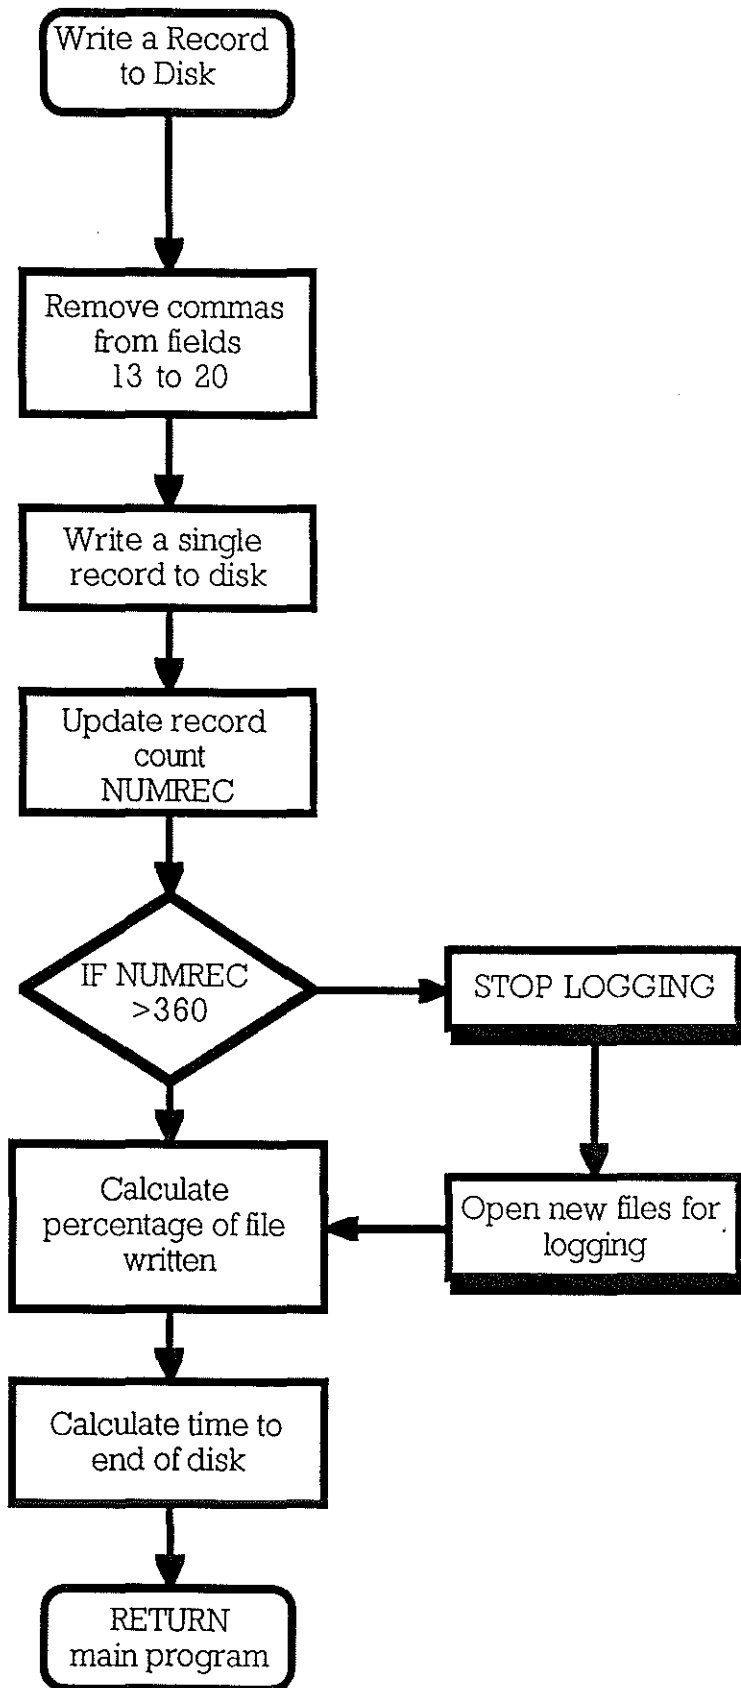 Write a Record
to Disk
Remove commas
from fields
13 to 20
Write a single
record to disk
Update record
count
NUMREC
IF NUMREC
>360
STOP LOGGING
Calculate
percentage of file
written
Open new files for
logging
Calculate time to
end of disk
RETURN
main program